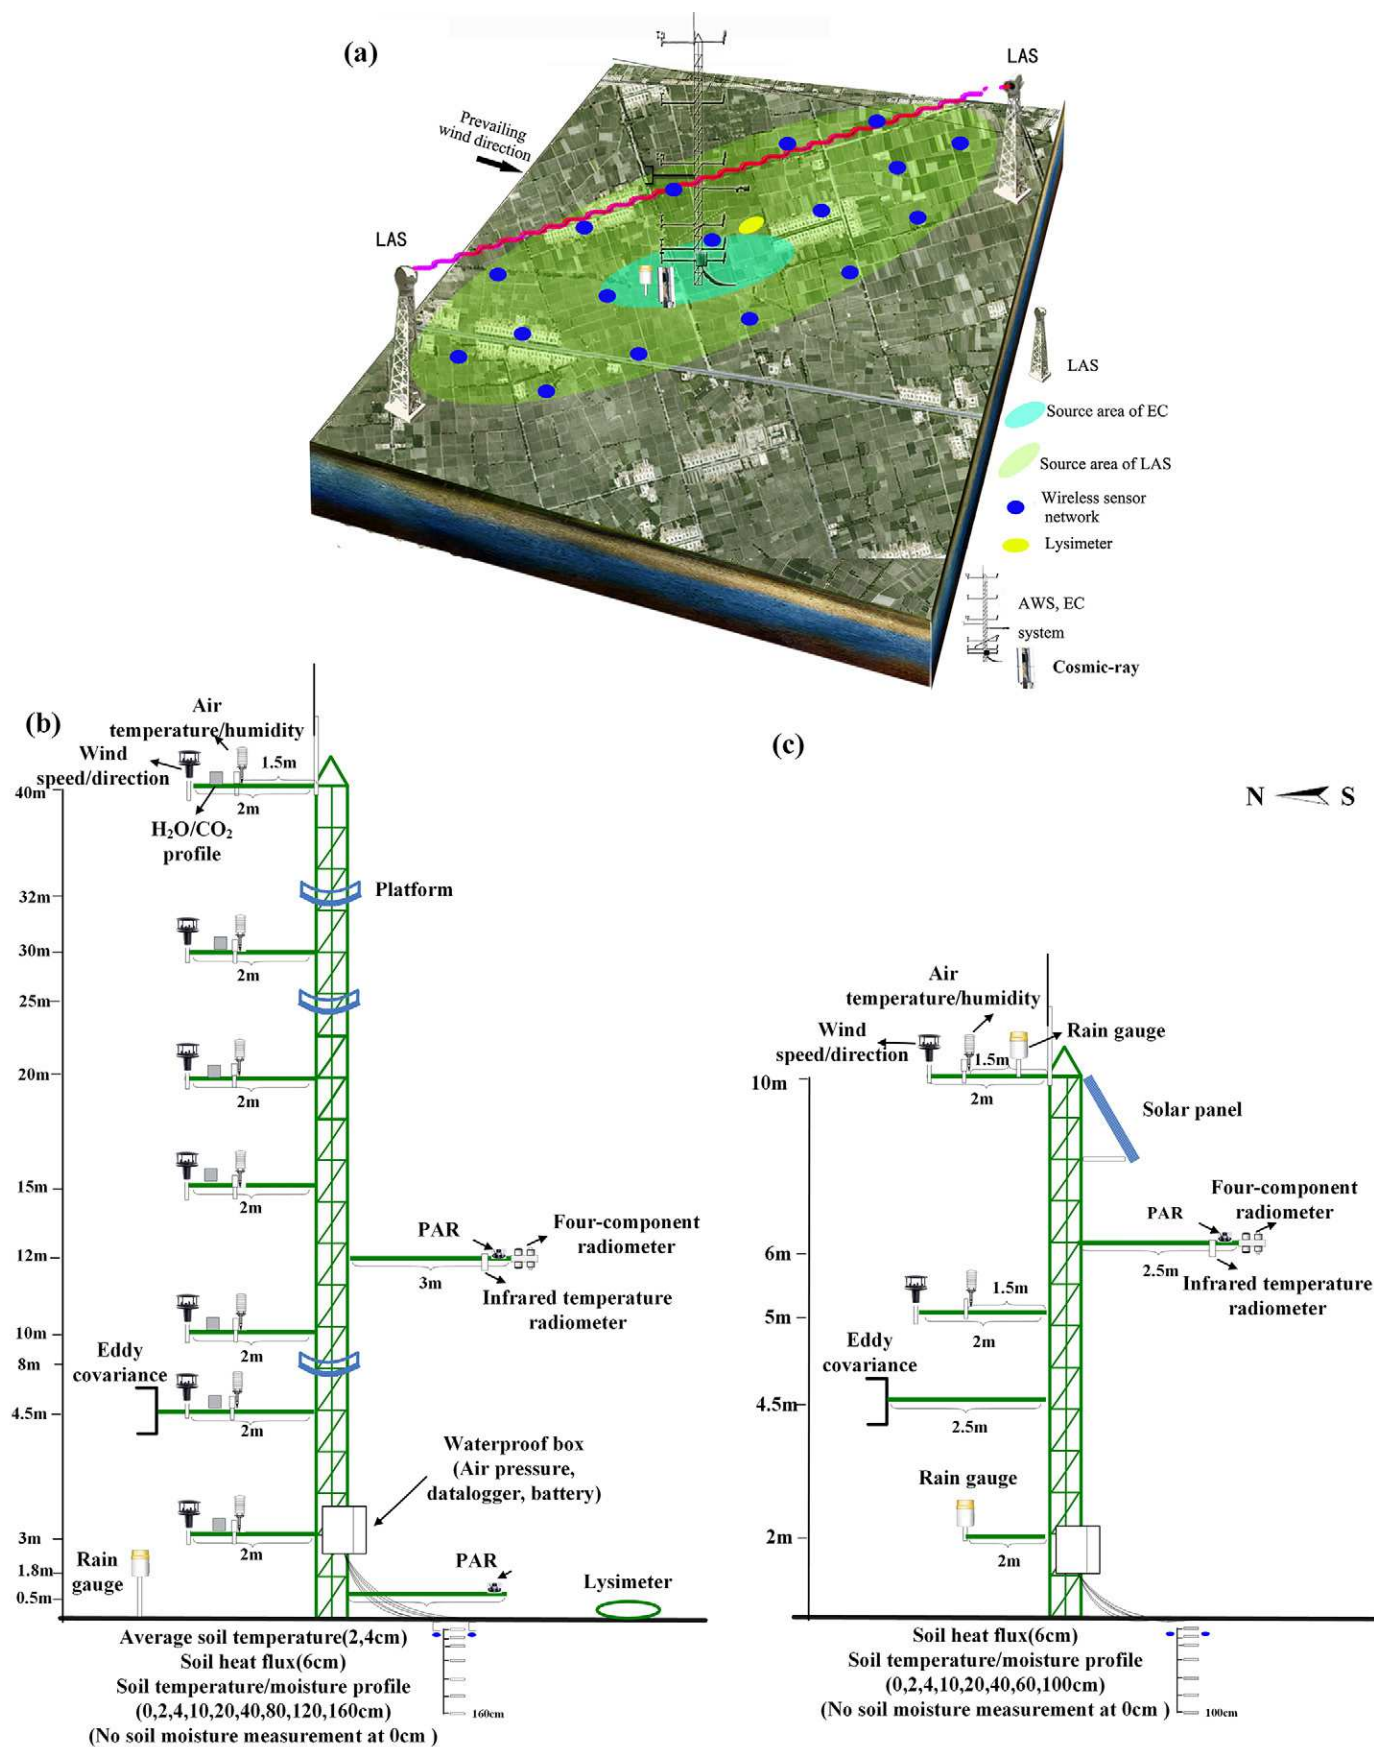 (a)
LAS
Prevailing
wind direction
LAS
LAS
Source area of EC
Source area of LAS
Wireless sensor
network
Lysimeter
AWS, EC
system
Cosmic-ray
(b)
Air
temperature/humidity
Wind
speed/direction
1.5m
40m
2m
H₂O/CO₂
profile
32m
Platform
30m
2m
25m
20m
2m
15m
2m
PAR
Four-component
radiometer
12m
3m
Infrared temperature
radiometer
10m
2m
Eddy
covariance
8m
4.5m
2m
Waterproof box
(Air pressure,
datalogger, battery)
3m
2m
Rain
gauge
1.8m
0.5m
PAR
Lysimeter
Average soil temperature(2,4cm)
Soil heat flux(6cm)
Soil temperature/moisture profile
(0,2,4,10,20,40,80,120,160cm)
(No soil moisture measurement at 0cm )
160cm
(c)
N
S
Air
temperature/humidity
Wind
speed/direction
Rain gauge
1.5m
10m
2m
Solar panel
PAR
Four-component
radiometer
6m
2.5m
Infrared temperature
radiometer
1.5m
5m
2m
Eddy
covariance
4.5m
2.5m
Rain gauge
2m
2m
Soil heat flux(6cm)
Soil temperature/moisture profile
(0,2,4,10,20,40,60,100cm)
(No soil moisture measurement at 0cm )
100cm